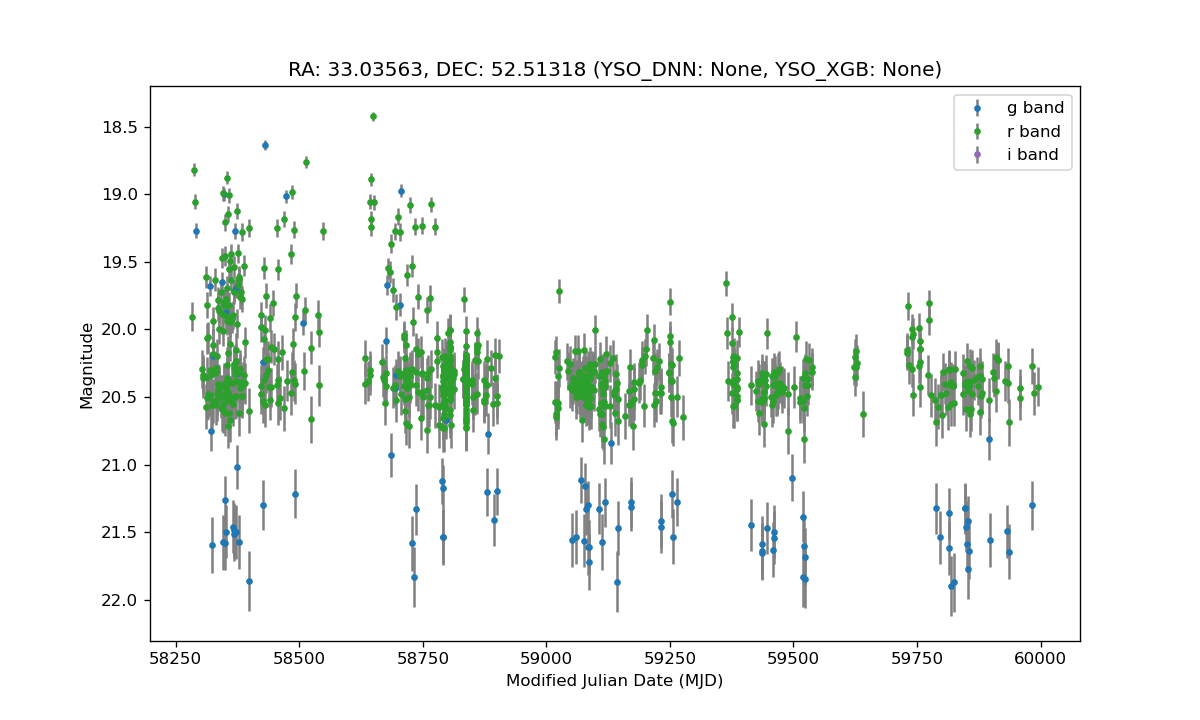 RA: 33.03563, DEC: 52.51318 (YSO_DNN: None, YSO_XGB: None)
g band
r band
i band
18.5
19.0
19.5
20.0
20.5
21.0
21.5
22.0
Magnitude
58250 58500 58750 59000 59250 59500 59750 60000
Modified Julian Date (MJD)